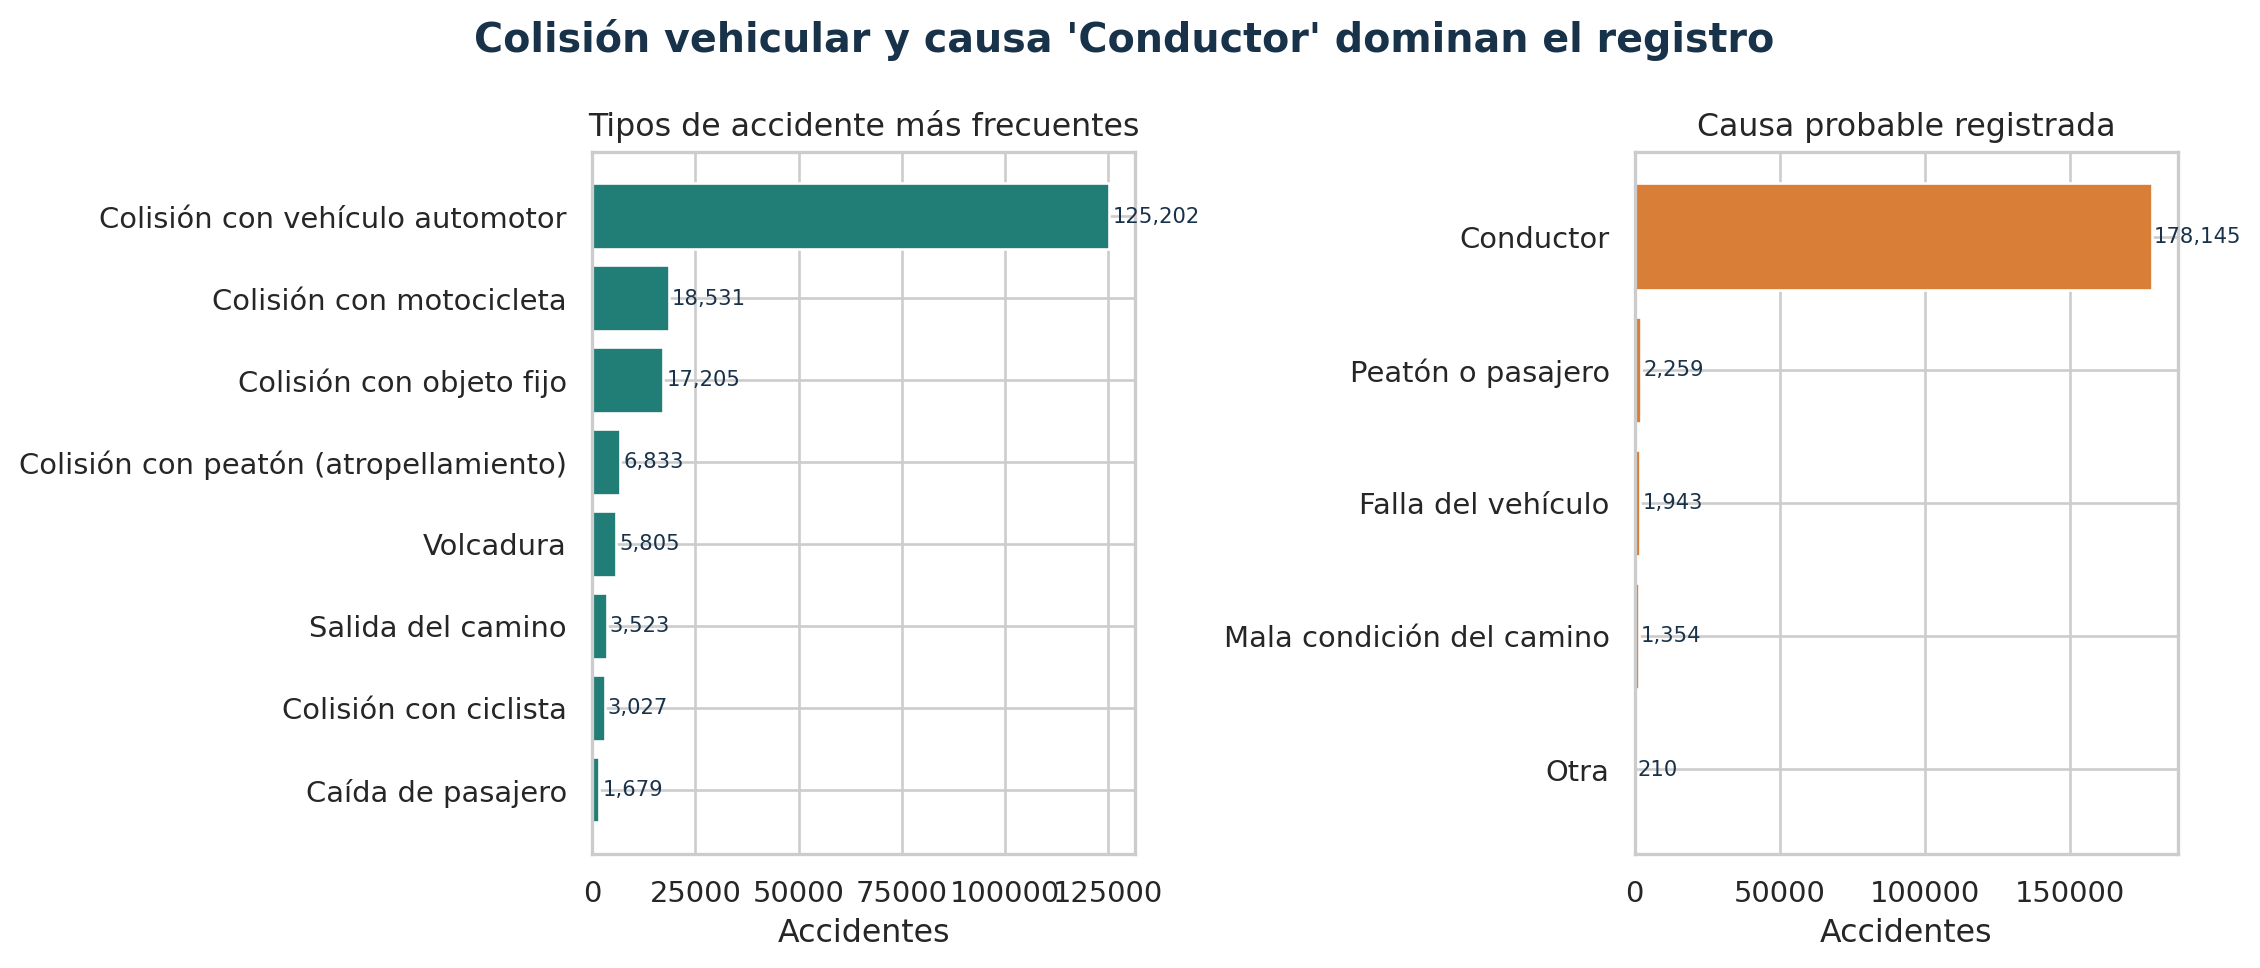 Colisión vehicular y causa 'Conductor' dominan el registro
Tipos de accidente más frecuentes
Colisión con vehículo automotor 125,202
Colisión con motocicleta 18,531
Colisión con objeto fijo 17,205
Colisión con peatón (atropellamiento) 6,833
Volcadura 5,805
Salida del camino 3,523
Colisión con ciclista 3,027
Caída de pasajero 1,679
0 25000 50000 75000 100000 125000
Accidentes
Causa probable registrada
Conductor 178,145
Peatón o pasajero 2,259
Falla del vehículo 1,943
Mala condición del camino 1,354
Otra 210
0 50000 100000 150000
Accidentes